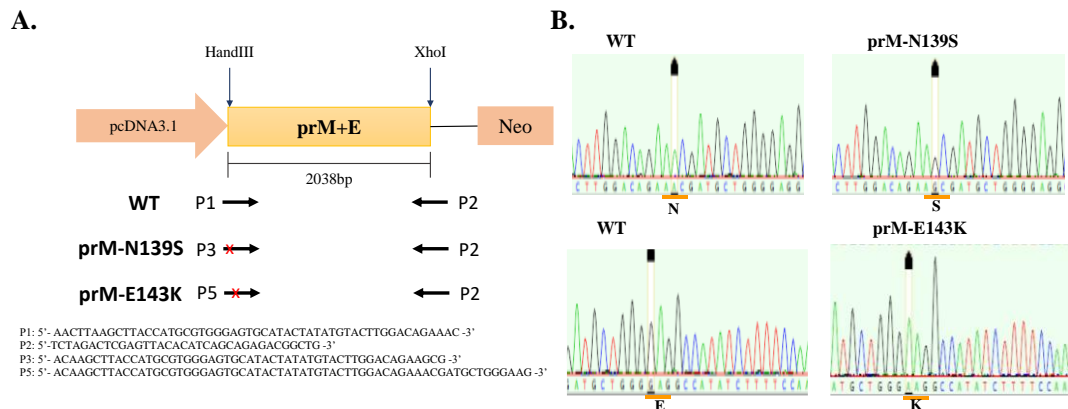 A.
HandIII
XhoI
pcDNA3.1
prM+E
Neo
2038bp
WT P1 P2
prM-N139S P3 x P2
prM-E143K P5 x P2
P1: 5'- AACTTAAGCTTACCATGCGTGGGAGTGCATACTATATGTACTTGGACAGAAAC -3'
P2: 5'-TCTAGACTCGAGTTACACATCAGCAGAGACGGCTG -3'
P3: 5'- ACAAGCTTACCATGCGTGGGAGTGCATACTATATGTACTTGGACAGAAGCG -3'
P5: 5'- ACAAGCTTACCATGCGTGGGAGTGCATACTATATGTACTTGGACAGAAACGATGCTGGGAAG -3'
B.
WT
CTTGGACAGAAACGATGCTGGGGAGG
N
prM-N139S
CTTGGACAGAAGCGATGCTGGGGAGG
S
WT
GATGCTGGGGAGGCCATATCTTTTCCAA
E
prM-E143K
ATGCTGGGAAGGCCATATCTTTTCCAA
K